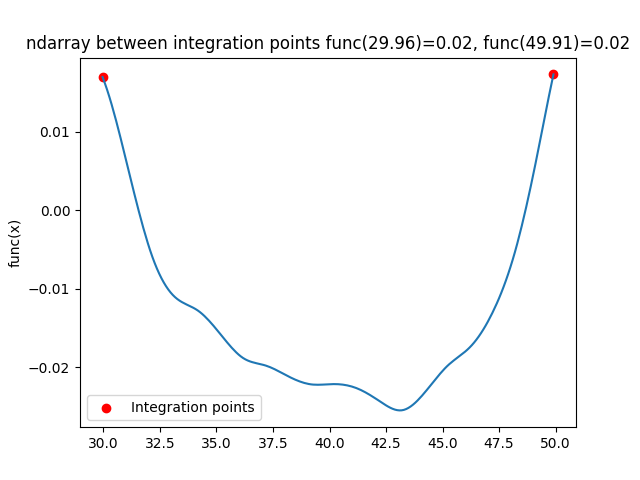 ndarray between integration points func(29.96)=0.02, func(49.91)=0.02
func(x)
0.01
0.00
−0.01
−0.02
Integration points
30.0 32.5 35.0 37.5 40.0 42.5 45.0 47.5 50.0